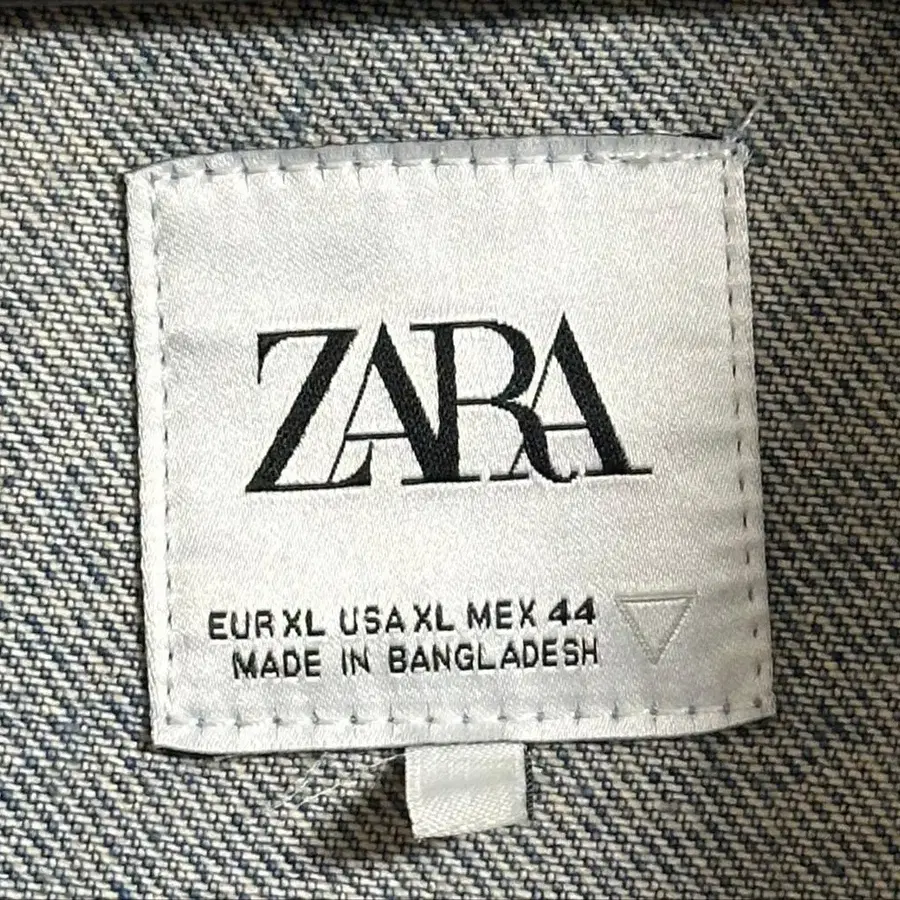 ZARA
EUR XL USA XL MEX 44
MADE IN BANGLADESH